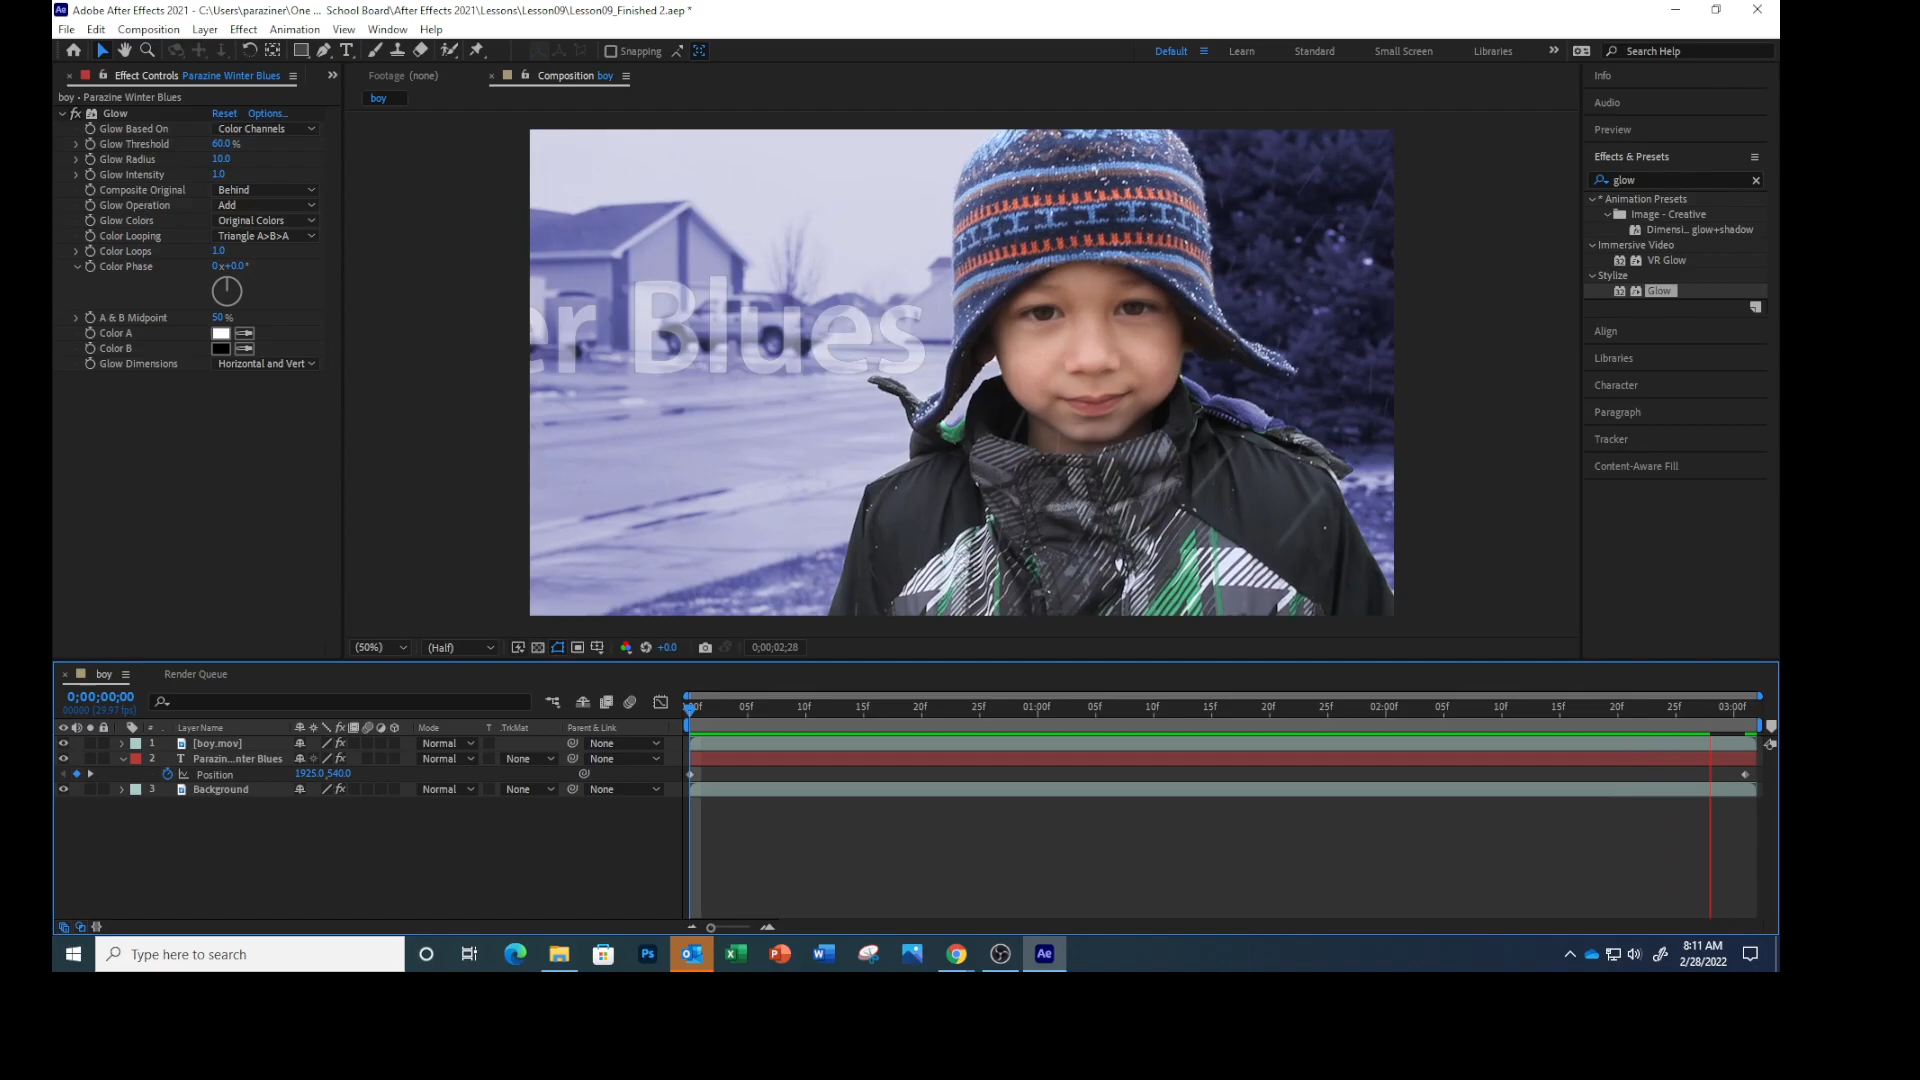 Adobe After Effects 2021 - C:\Users\paraziner\One ... School Board\After Effects 2021\Lessons\Lesson09\Lesson09_Finished 2.aep *
File Edit Composition Layer Effect Animation View Window Help
Snapping
Default Learn Standard Small Screen Libraries
Search Help
Effect Controls Parazine Winter Blues
boy • Parazine Winter Blues
fx Glow Reset Options...
Glow Based On Color Channels
Glow Threshold 60.0 %
Glow Radius 10.0
Glow Intensity 1.0
Composite Original Behind
Glow Operation Add
Glow Colors Original Colors
Color Looping Triangle A>B>A
Color Loops 1.0
Color Phase 0 x+0.0 °
A & B Midpoint 50 %
Color A
Color B
Glow Dimensions Horizontal and Vert
Footage (none)
Composition boy
boy
er Blues
(50%) (Half) +0.0 0;00;02;28
Info
Audio
Preview
Effects & Presets
glow
* Animation Presets
Image - Creative
Dimensi... glow+shadow
Immersive Video
VR Glow
Stylize
Glow
Align
Libraries
Character
Paragraph
Tracker
Content-Aware Fill
boy Render Queue
0;00;00;00
00000 (29.97 fps)
:00f 05f 10f 15f 20f 25f 01:00f 05f 10f 15f 20f 25f 02:00f 05f 10f 15f 20f 25f 03:00f
# Layer Name Mode T .TrkMat Parent & Link
1 [boy.mov] Normal None
2 T Parazin...nter Blues Normal None None
Position 1925.0,540.0
3 Background Normal None None
Type here to search
8:11 AM
2/28/2022